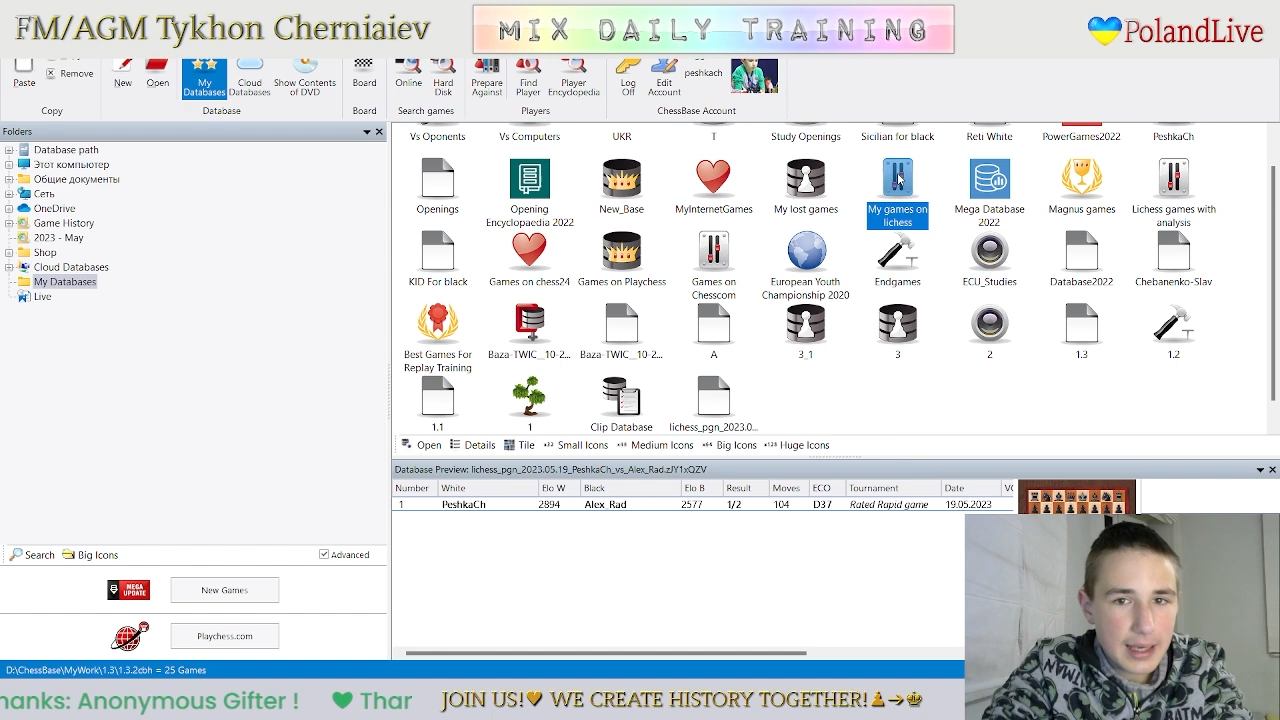 FM/AGM Tykhon Cherniaiev
MIX DAILY TRAINING
PolandLive
Paste
Remove
New
Open
My Databases
Cloud Databases
Show Contents of DVD
Board
Online
Hard Disk
Prepare Against
Find Player
Player Encyclopedia
Log Off
Edit Account
peshkach
Copy
Database
Board
Search games
Players
ChessBase Account
Folders
Database path
Этот компьютер
Общие документы
Сеть
OneDrive
Game History
2023 - May
Shop
Cloud Databases
My Databases
Live
Vs Oponents
Vs Computers
UKR
T
Study Openings
Sicilian for black
Reti White
PowerGames2022
PeshkaCh
Openings
Opening Encyclopaedia 2022
New_Base
MyInternetGames
My lost games
My games on lichess
Mega Database 2022
Magnus games
Lichess games with analysis
KID For black
Games on chess24
Games on Playchess
Games on Chesscom
European Youth Championship 2020
Endgames
ECU_Studies
Database2022
Chebanenko-Slav
Best Games For Replay Training
Baza-TWIC__10-2...
Baza-TWIC__10-2...
A
3_1
3
2
1.3
1.2
1.1
1
Clip Database
lichess_pgn_2023.0...
Open
Details
Tile
Small Icons
Medium Icons
Big Icons
Huge Icons
Database Preview: lichess_pgn_2023.05.19_PeshkaCh_vs_Alex_Rad.zJY1xQZV
Number White Elo W Black Elo B Result Moves ECO Tournament Date
1 PeshkaCh 2894 Alex_Rad 2577 1/2 104 D37 Rated Rapid game 19.05.2023
Search
Big Icons
Advanced
MEGA UPDATE
New Games
Playchess.com
D:\ChessBase\MyWork\1.3\1.3.2cbh = 25 Games
hanks: Anonymous Gifter !
Thar
JOIN US! WE CREATE HISTORY TOGETHER!